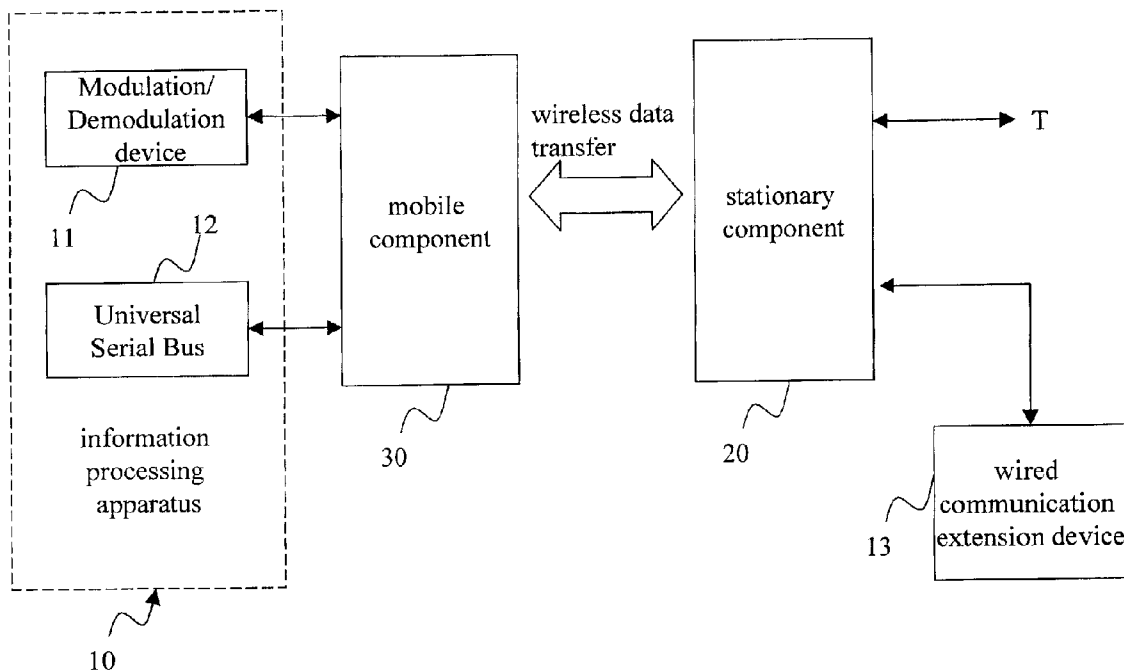 Modulation/
Demodulation
device
11
12
Universal
Serial Bus
information
processing
apparatus
10
mobile
component
30
wireless data
transfer
stationary
component
20
T
wired
communication
extension device
13